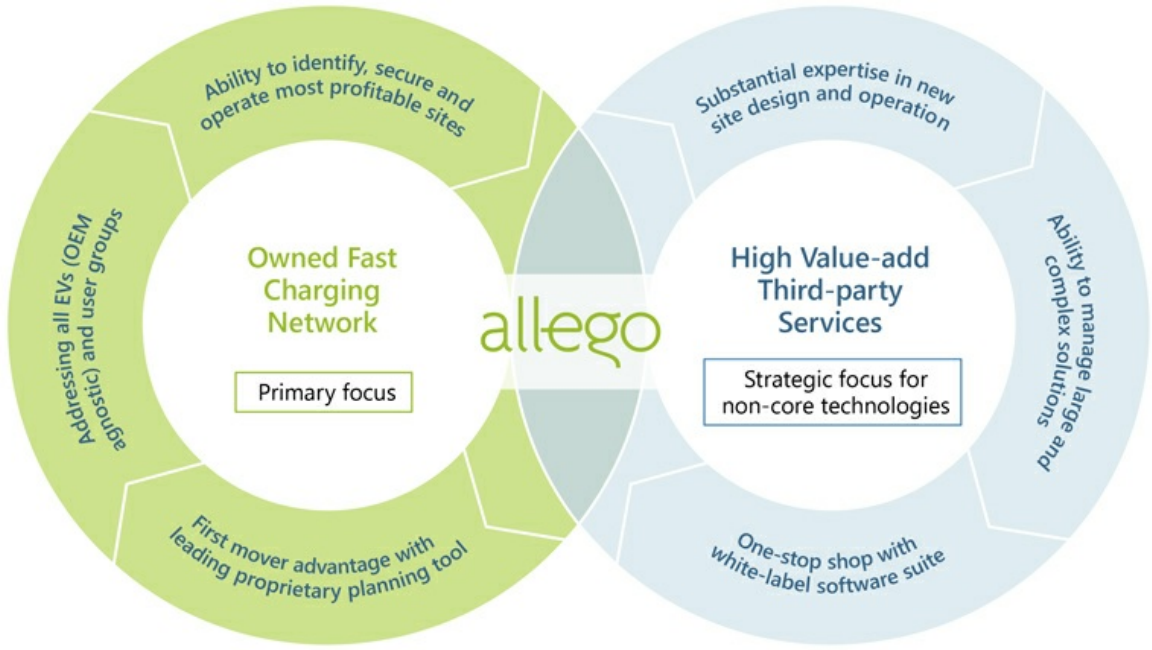 Ability to identify, secure and
operate most profitable sites
Addressing all EVs (OEM
agnostic) and user groups
Owned Fast
Charging
Network
Primary focus
First mover advantage with
leading proprietary planning tool
allego
Substantial expertise in new
site design and operation
High Value-add
Third-party
Services
Strategic focus for
non-core technologies
Ability to manage large and
complex solutions
One-stop shop with
white-label software suite